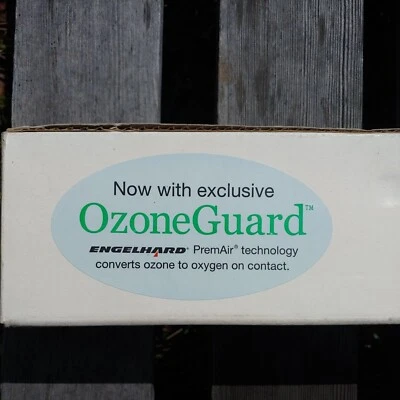 Now with exclusive
OzoneGuard™
ENGELHARD® PremAir® technology
converts ozone to oxygen on contact.